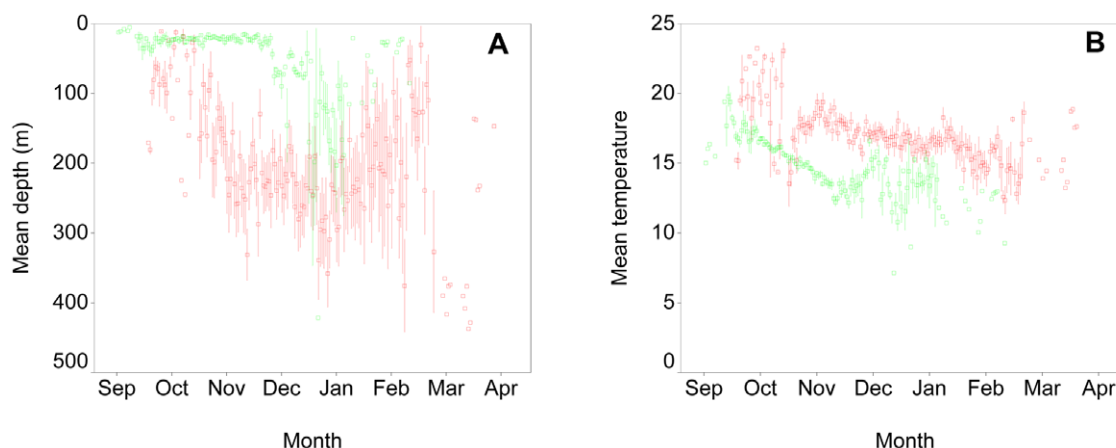 A
Mean depth (m)
0
100
200
300
400
500
Sep Oct Nov Dec Jan Feb Mar Apr
Month
B
Mean temperature
25
20
15
10
5
0
Sep Oct Nov Dec Jan Feb Mar Apr
Month